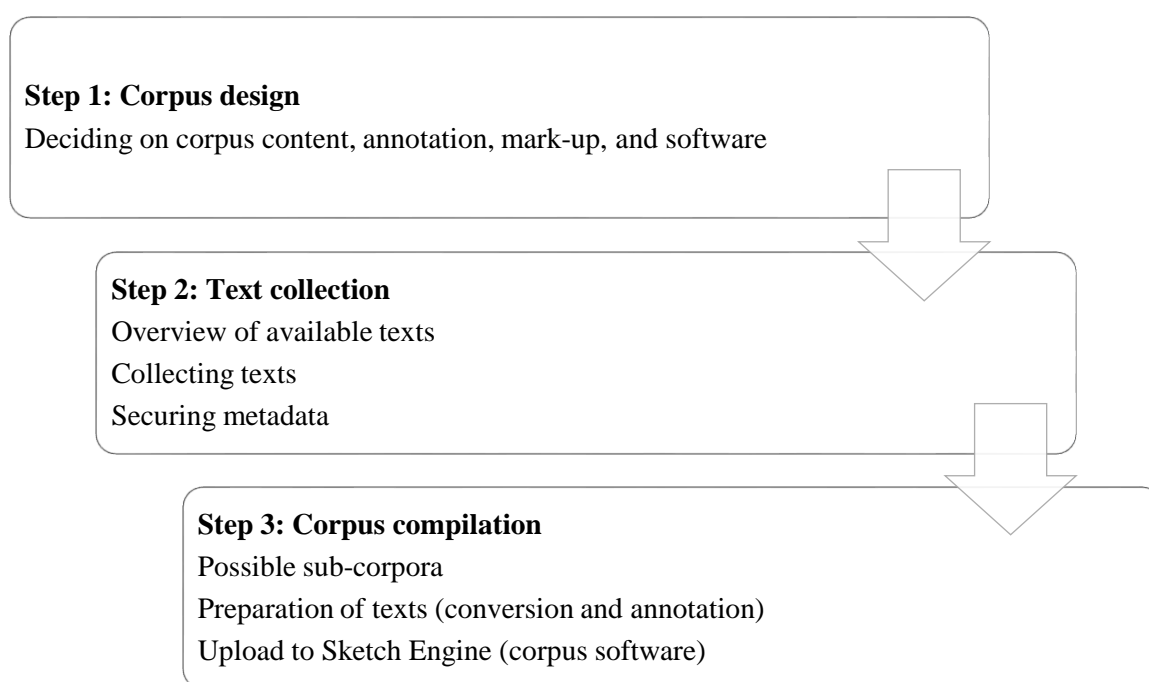 Step 1: Corpus design
Deciding on corpus content, annotation, mark-up, and software
Step 2: Text collection
Overview of available texts
Collecting texts
Securing metadata
Step 3: Corpus compilation
Possible sub-corpora
Preparation of texts (conversion and annotation)
Upload to Sketch Engine (corpus software)